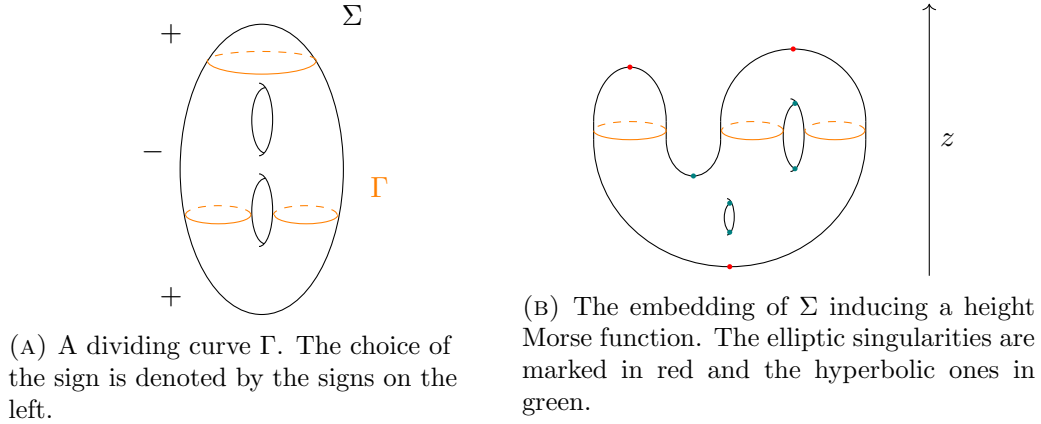 +
Σ
−
Γ
+
z
(A) A dividing curve Γ. The choice of
the sign is denoted by the signs on the
left.
(B) The embedding of Σ inducing a height
Morse function. The elliptic singularities are
marked in red and the hyperbolic ones in
green.